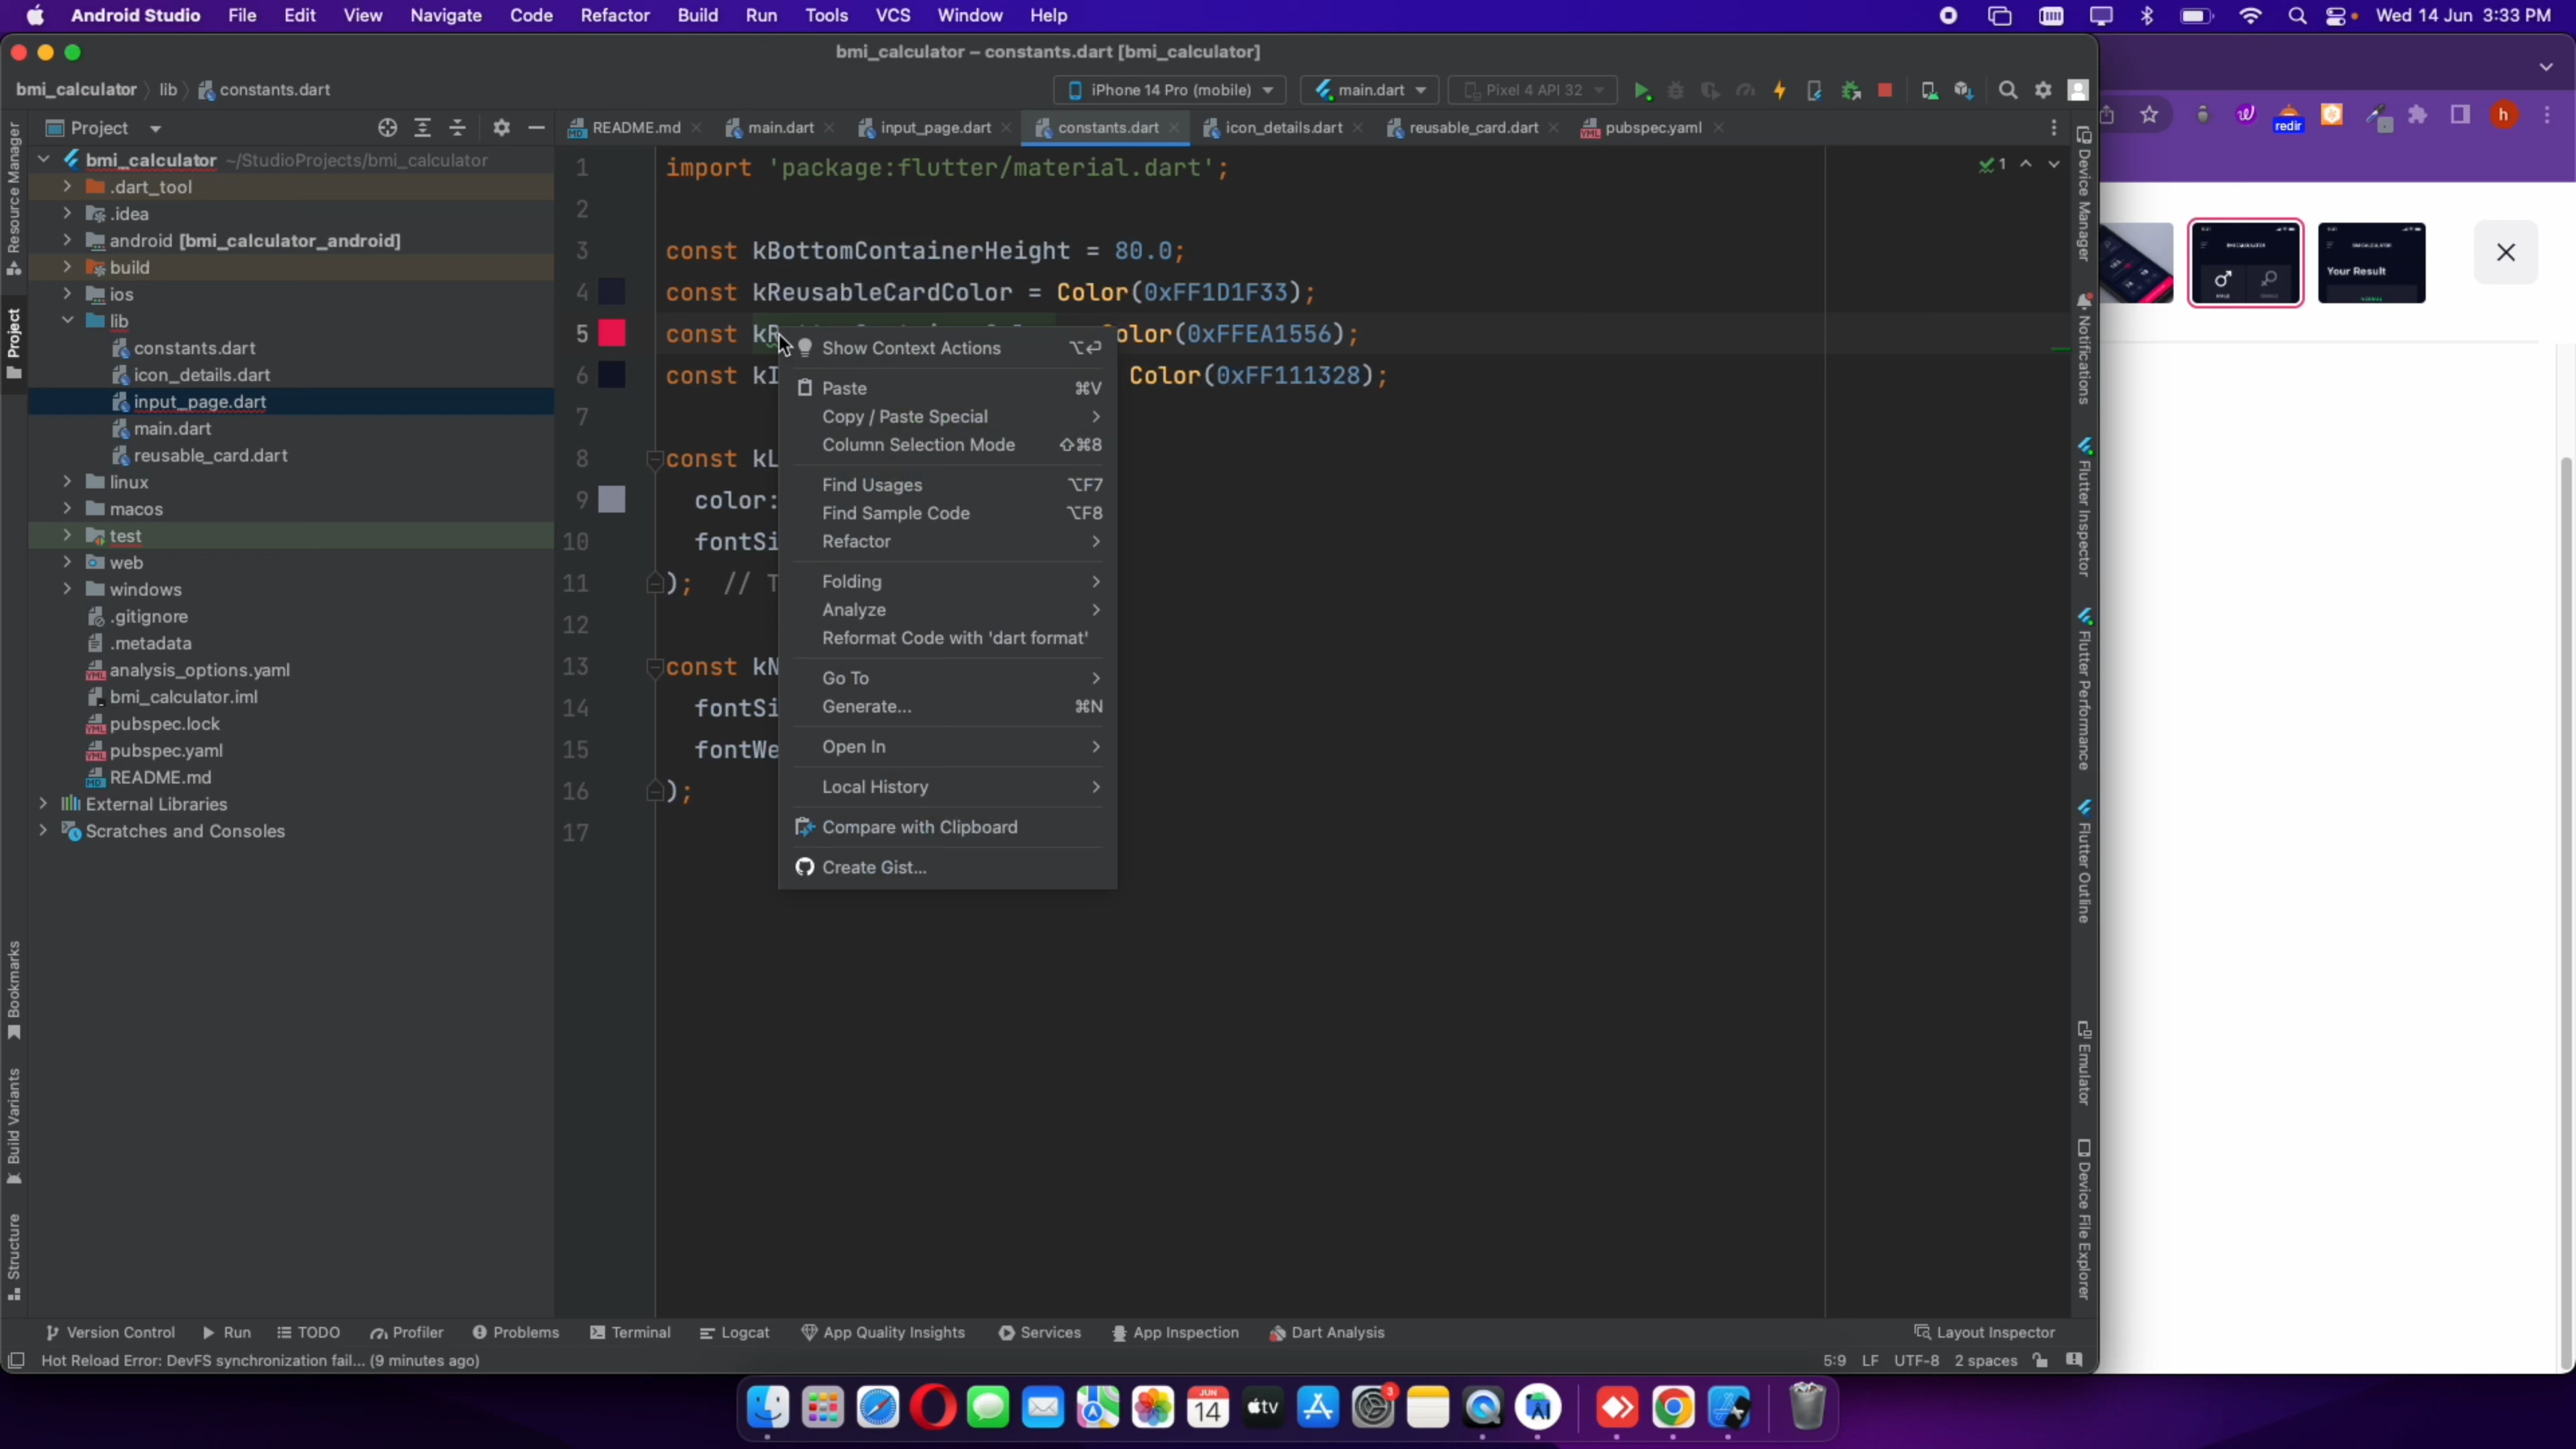 Android Studio File Edit View Navigate Code Refactor Build Run Tools VCS Window Help Wed 14 Jun 3:33 PM
bmi_calculator – constants.dart [bmi_calculator]
bmi_calculator lib constants.dart iPhone 14 Pro (mobile) main.dart Pixel 4 API 32
Project README.md main.dart input_page.dart constants.dart icon_details.dart reusable_card.dart pubspec.yaml
redir
h
Resource Manager
Project
Bookmarks
Build Variants
Structure
bmi_calculator ~/StudioProjects/bmi_calculator
.dart_tool
.idea
android [bmi_calculator_android]
build
ios
lib
constants.dart
icon_details.dart
input_page.dart
main.dart
reusable_card.dart
linux
macos
test
web
windows
.gitignore
.metadata
analysis_options.yaml
bmi_calculator.iml
pubspec.lock
pubspec.yaml
README.md
External Libraries
Scratches and Consoles
1 import 'package:flutter/material.dart';
2
3 const kBottomContainerHeight = 80.0;
4 const kReusableCardColor = Color(0xFF1D1F33);
5 const Color(0xFFEA1556);
6 const kI Color(0xFF111328);
7
8 const kL
9 color:
10 fontSi
11 ); // T
12
13 const kN
14 fontSi
15 fontWe
16 );
17
1
Show Context Actions ⌥⏎
Paste ⌘V
Copy / Paste Special
Column Selection Mode ⇧⌘8
Find Usages ⌥F7
Find Sample Code ⌥F8
Refactor
Folding
Analyze
Reformat Code with 'dart format'
Go To
Generate... ⌘N
Open In
Local History
Compare with Clipboard
Create Gist...
Device Manager
Notifications
Flutter Inspector
Flutter Performance
Flutter Outline
Emulator
Device File Explorer
Your Result
Version Control Run TODO Profiler Problems Terminal Logcat App Quality Insights Services App Inspection Dart Analysis Layout Inspector
Hot Reload Error: DevFS synchronization fail... (9 minutes ago) 5:9 LF UTF-8 2 spaces
JUN
14
tv
3